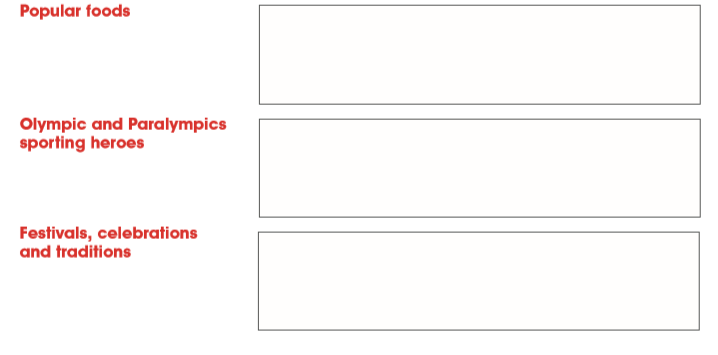 Popular foods
Olympic and Paralympics
sporting heroes
Festivals, celebrations
and traditions